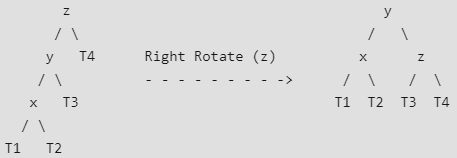 z y
/ \ / \
y T4 Right Rotate (z) x z
/ \ - - - - - - - - -> / \ / \
x T3 T1 T2 T3 T4
/ \
T1 T2